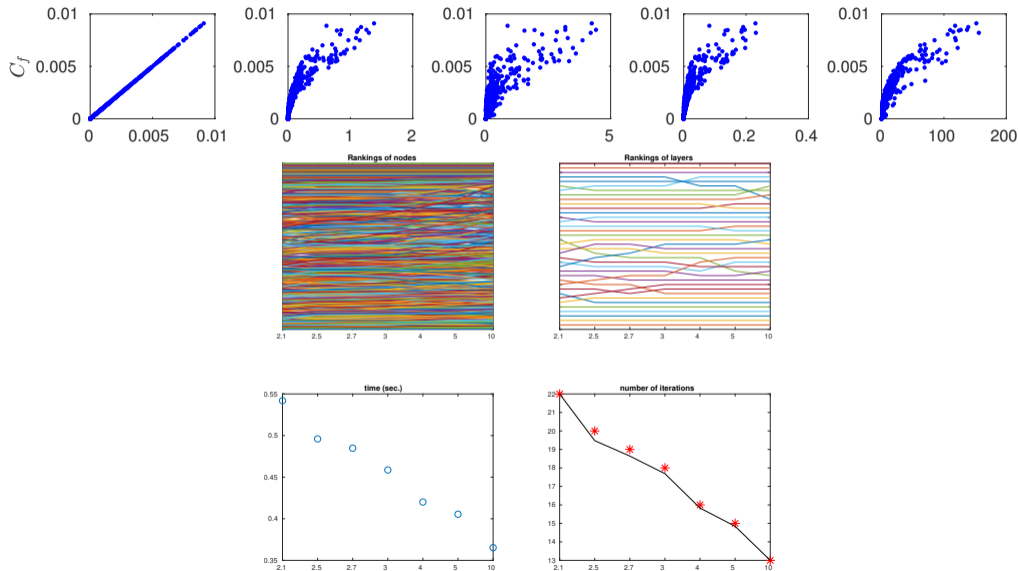 0.01 0.01 0.01 0.01 0.01
C_f 0.005 0.005 0.005 0.005 0.005
0 0 0 0 0
0 0.005 0.01 0 1 2 0 5 0 0.2 0.4 0 100 200
Rankings of nodes Rankings of layers
2.1 2.5 2.7 3 4 5 10 2.1 2.5 2.7 3 4 5 10
time (sec.) number of iterations
0.55
0.5
0.45
0.4
0.35
2.1 2.5 2.7 3 4 5 10
22
21
20
19
18
17
16
15
14
13
2.1 2.5 2.7 3 4 5 10